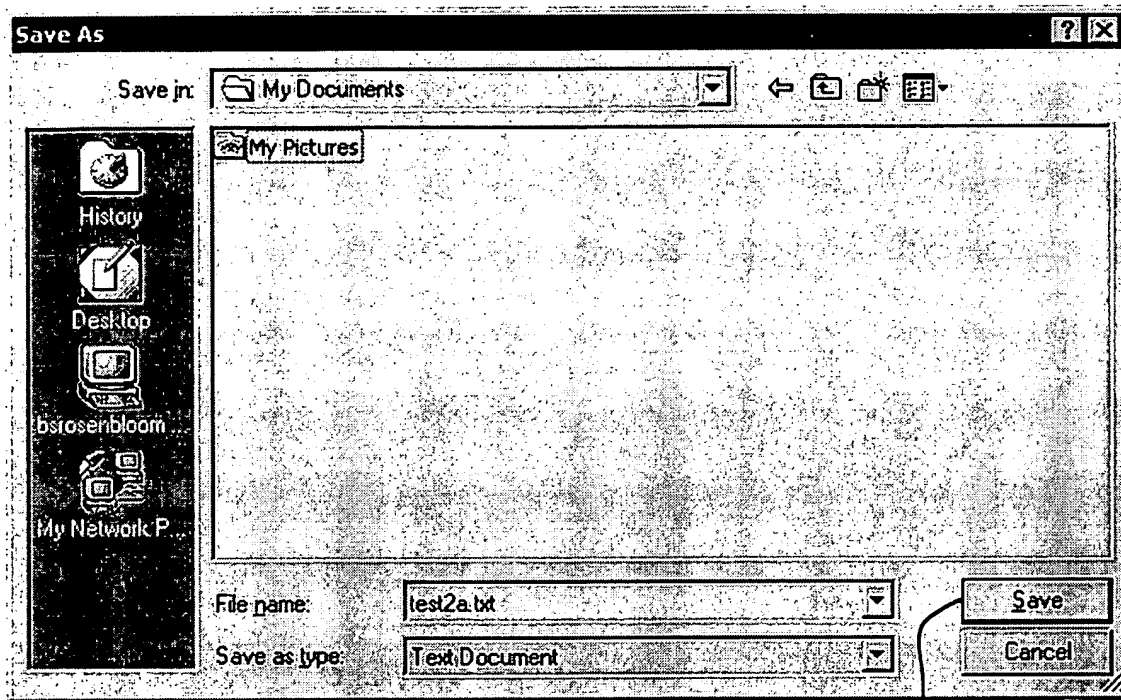 Save As
Save in: My Documents
My Pictures
History
Desktop
bsrosenbloom ...
My Network P...
File name: test2a.txt Save
Save as type: Text Document Cancel